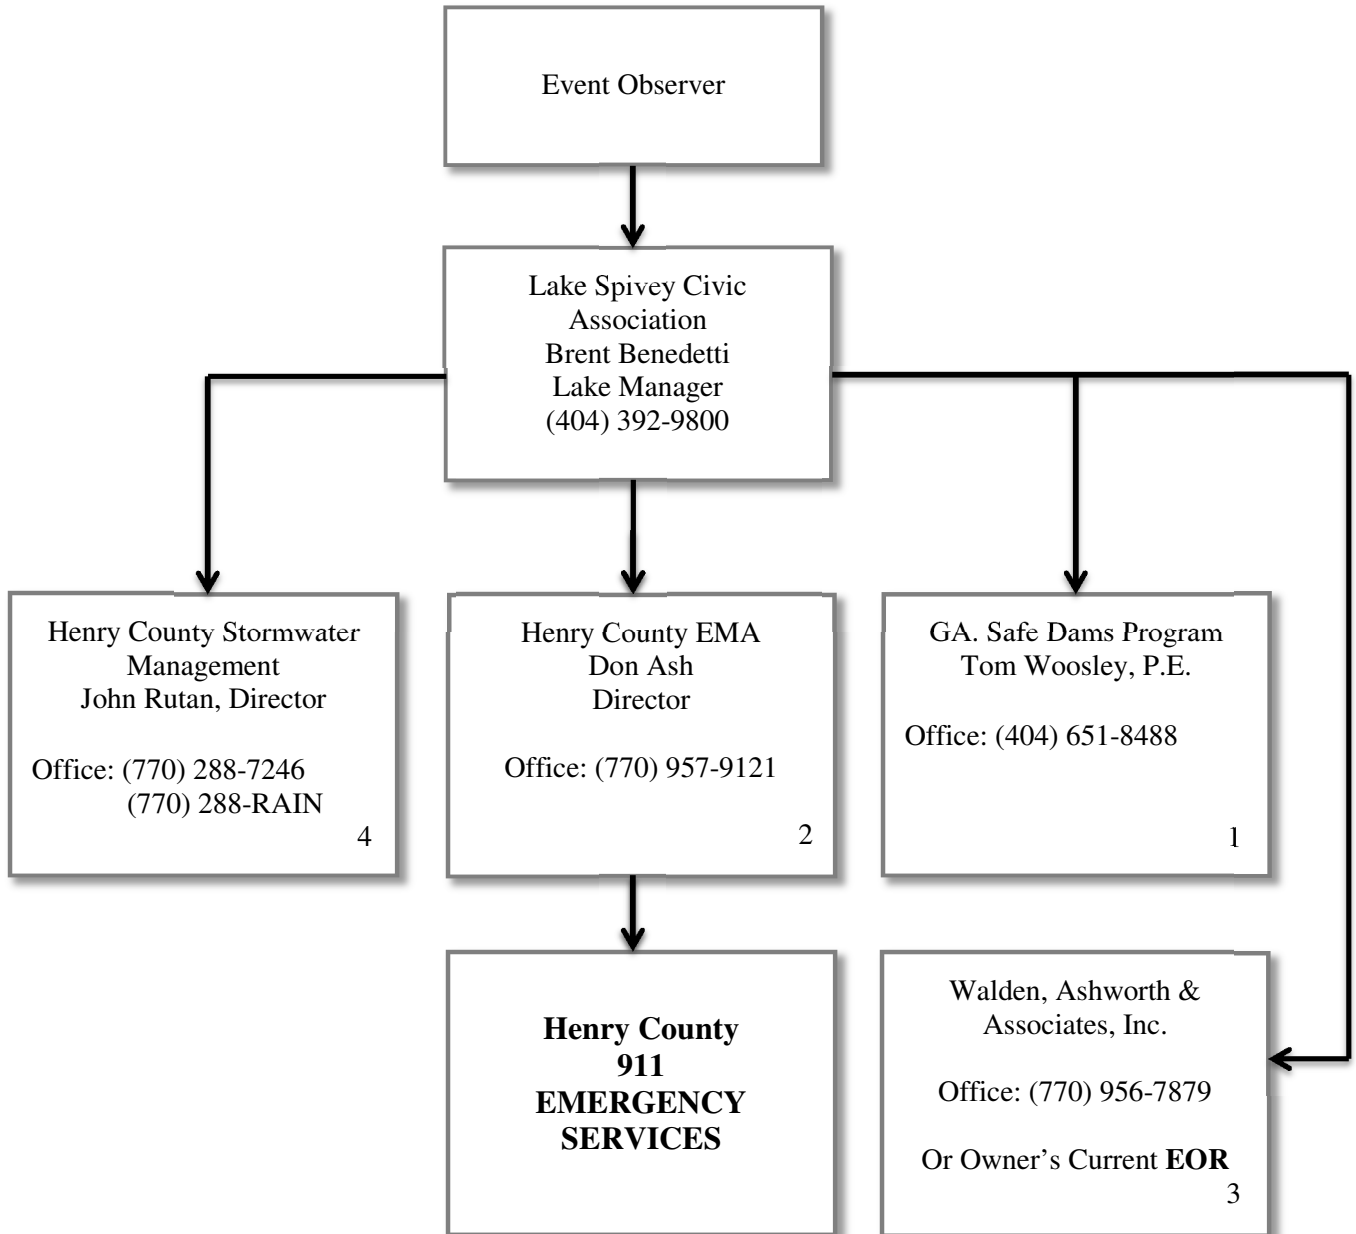 Event Observer
Lake Spivey Civic
Association
Brent Benedetti
Lake Manager
(404) 392-9800
Henry County Stormwater
Management
John Rutan, Director
Office: (770) 288-7246
(770) 288-RAIN
4
Henry County EMA
Don Ash
Director
Office: (770) 957-9121
2
GA. Safe Dams Program
Tom Woosley, P.E.
Office: (404) 651-8488
1
Henry County
911
EMERGENCY
SERVICES
Walden, Ashworth &
Associates, Inc.
Office: (770) 956-7879
Or Owner’s Current EOR
3